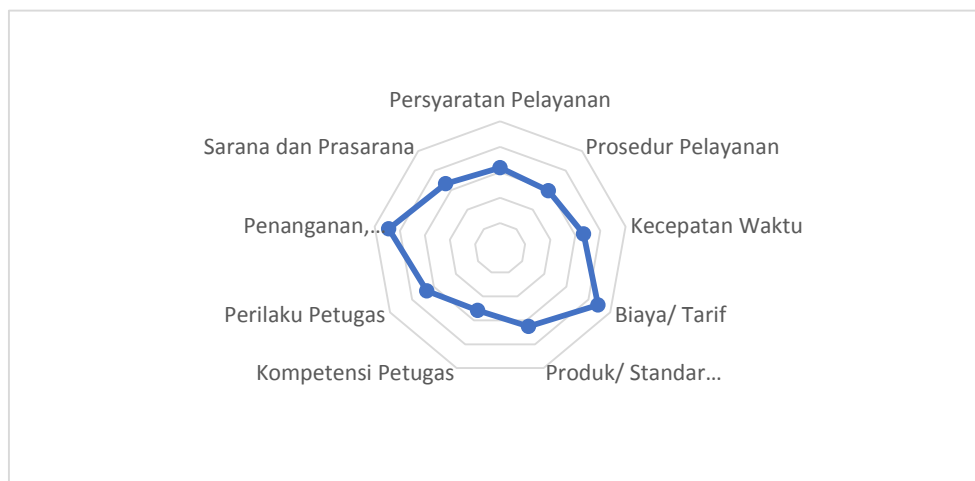 Persyaratan Pelayanan
Prosedur Pelayanan
Kecepatan Waktu
Biaya/ Tarif
Produk/ Standar...
Kompetensi Petugas
Perilaku Petugas
Penanganan,...
Sarana dan Prasarana